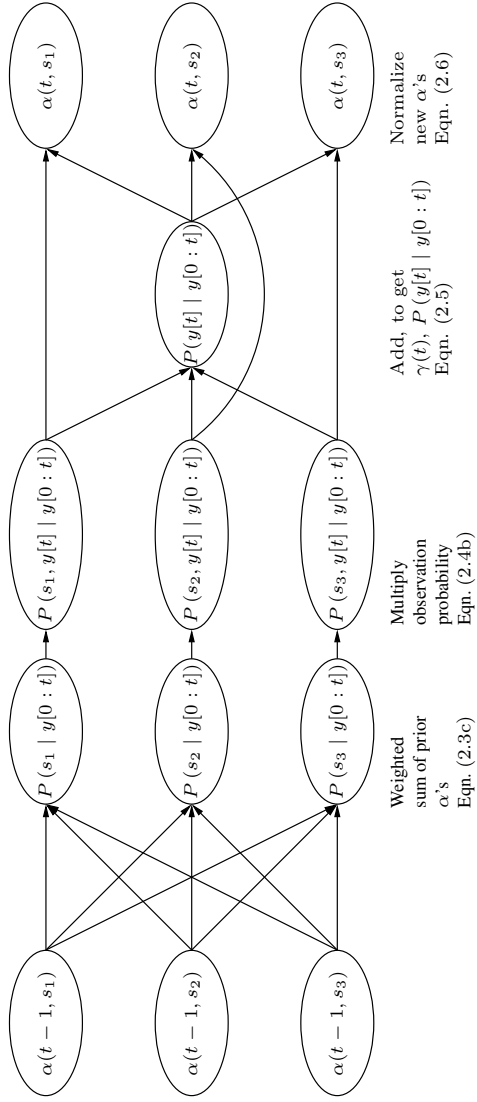 α(t − 1, s₁)
α(t − 1, s₂)
α(t − 1, s₃)
P (s₁ | y[0 : t])
P (s₂ | y[0 : t])
P (s₃ | y[0 : t])
P (s₁, y[t] | y[0 : t])
P (s₂, y[t] | y[0 : t])
P (s₃, y[t] | y[0 : t])
P (y[t] | y[0 : t])
α(t, s₁)
α(t, s₂)
α(t, s₃)
Weighted
sum of prior
α's
Eqn. (2.3c)
Multiply
observation
probability
Eqn. (2.4b)
Add, to get
γ(t), P (y[t] | y[0 : t])
Eqn. (2.5)
Normalize
new α's
Eqn. (2.6)